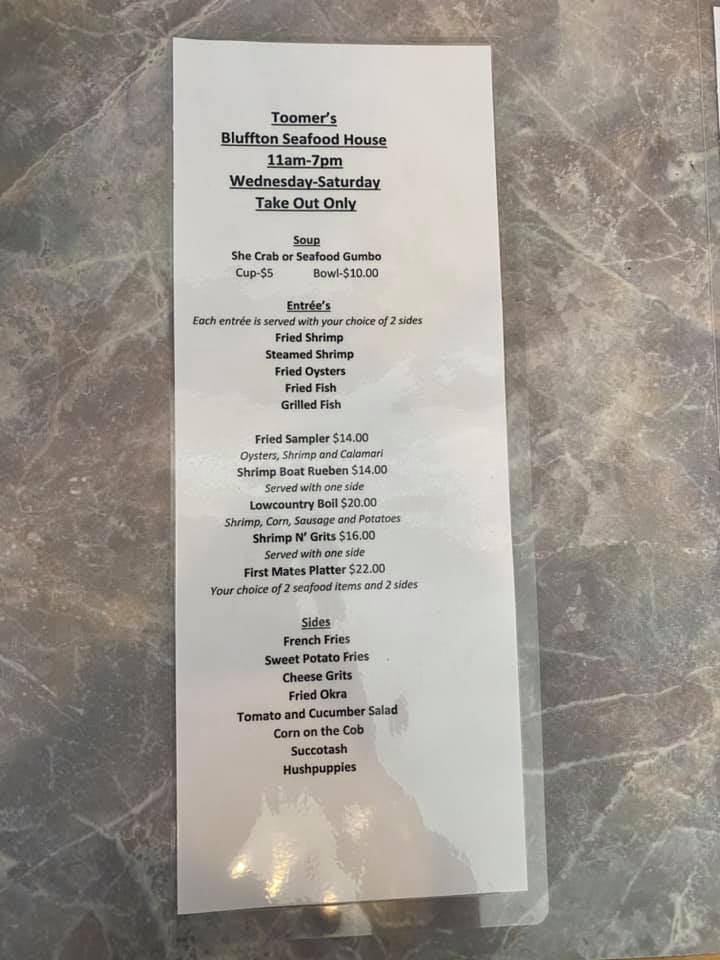 Toomer's
Bluffton Seafood House
11am-7pm
Wednesday-Saturday
Take Out Only
Soup
She Crab or Seafood Gumbo
Cup-$5 Bowl-$10.00
Entrée's
Each entrée is served with your choice of 2 sides
Fried Shrimp
Steamed Shrimp
Fried Oysters
Fried Fish
Grilled Fish
Fried Sampler $14.00
Oysters, Shrimp and Calamari
Shrimp Boat Rueben $14.00
Served with one side
Lowcountry Boil $20.00
Shrimp, Corn, Sausage and Potatoes
Shrimp N' Grits $16.00
Served with one side
First Mates Platter $22.00
Your choice of 2 seafood items and 2 sides
Sides
French Fries
Sweet Potato Fries
Cheese Grits
Fried Okra
Tomato and Cucumber Salad
Corn on the Cob
Succotash
Hushpuppies